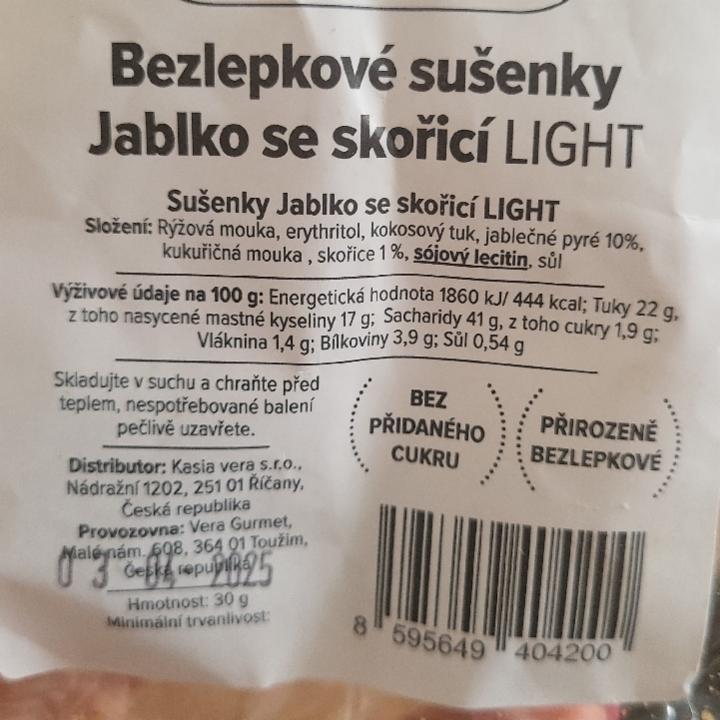 Bezlepkové sušenky
Jablko se skořicí LIGHT
Sušenky Jablko se skořicí LIGHT
Složení: Rýžová mouka, erythritol, kokosový tuk, jablečné pyré 10%,
kukuřičná mouka , skořice 1 %, sójový lecitin, sůl
Výživové údaje na 100 g: Energetická hodnota 1860 kJ/ 444 kcal; Tuky 22 g,
z toho nasycené mastné kyseliny 17 g; Sacharidy 41 g, z toho cukry 1,9 g;
Vláknina 1,4 g; Bílkoviny 3,9 g; Sůl 0,54 g
Skladujte v suchu a chraňte před
teplem, nespotřebované balení
pečlivě uzavřete.
BEZ
PŘIDANÉHO
CUKRU
PŘIROZENĚ
BEZLEPKOVÉ
Distributor: Kasia vera s.r.o.,
Nádražní 1202, 251 01 Říčany,
Česká republika
Provozovna: Vera Gurmet,
Malé nám. 608, 364 01 Toužim,
Česká republika
03 2025
Hmotnost: 30 g
Minimální trvanlivost:
8 595649 404200